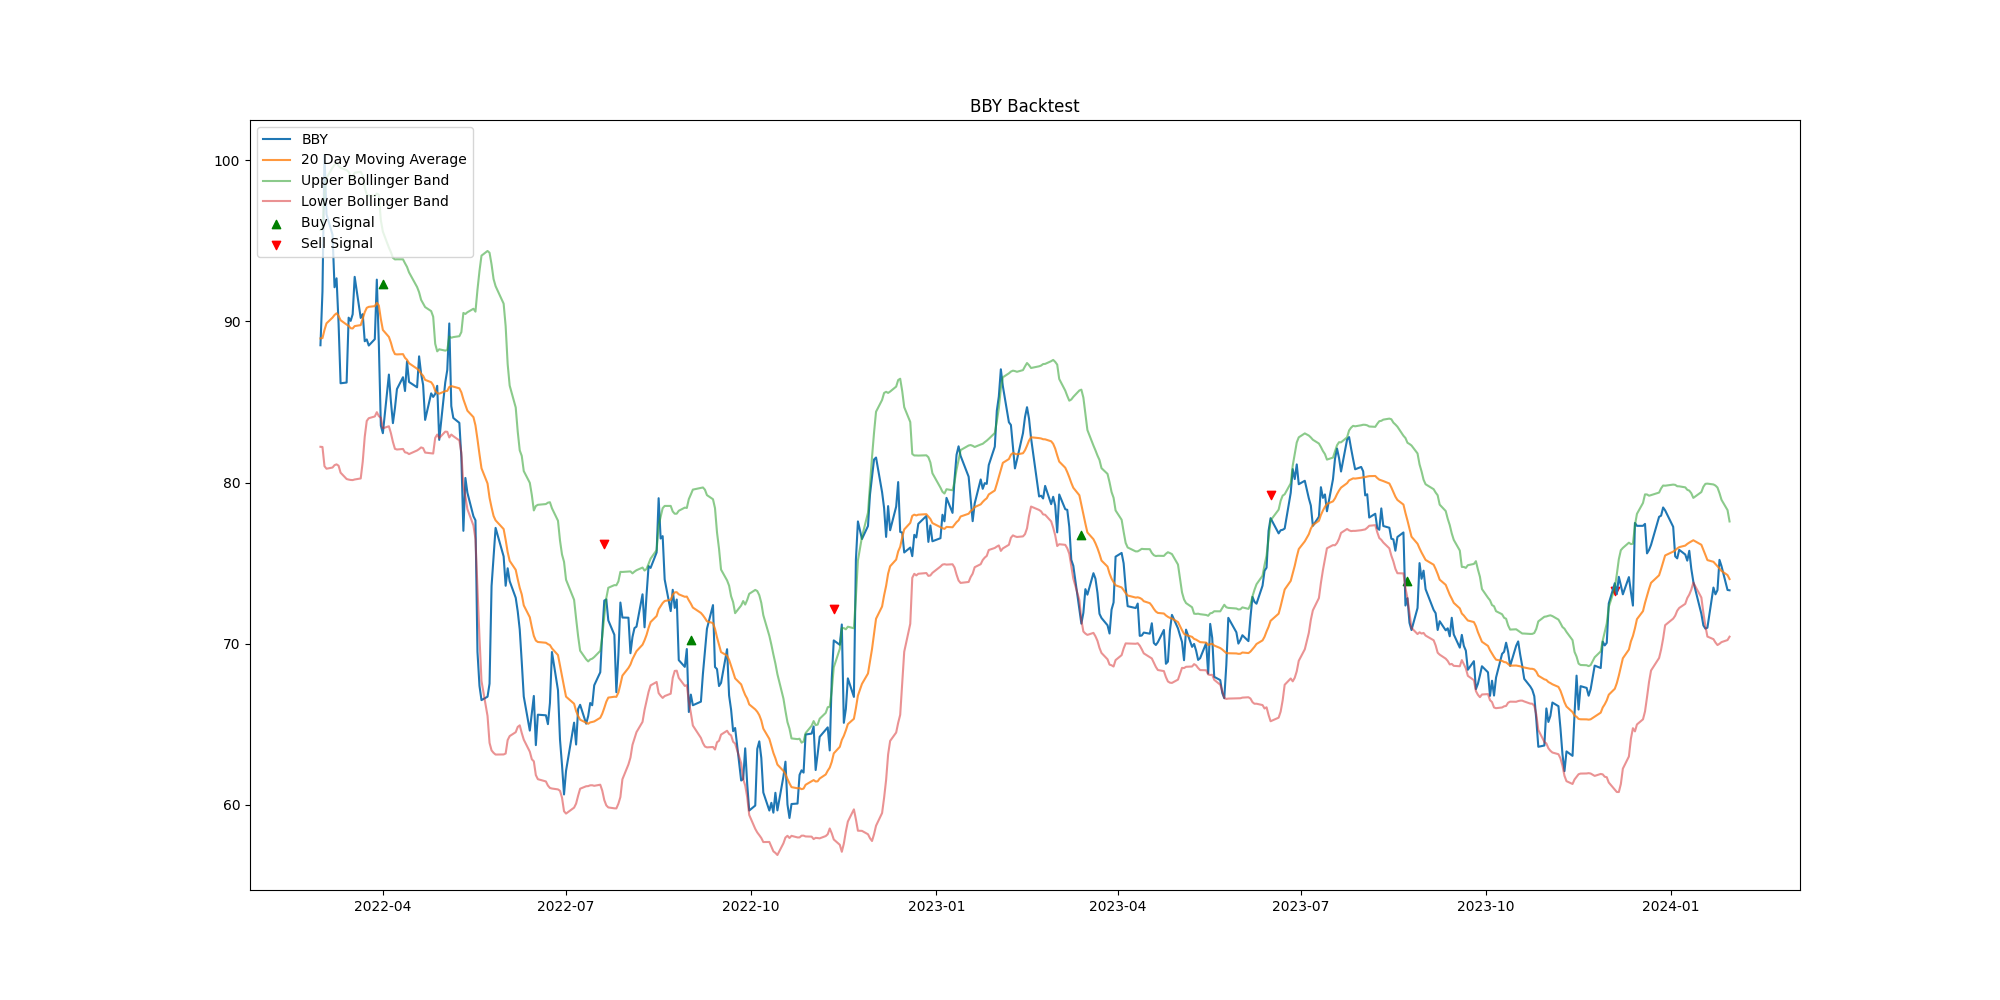 BBY Backtest
BBY
20 Day Moving Average
Upper Bollinger Band
Lower Bollinger Band
Buy Signal
Sell Signal
100
90
80
70
60
2022-04 2022-07 2022-10 2023-01 2023-04 2023-07 2023-10 2024-01